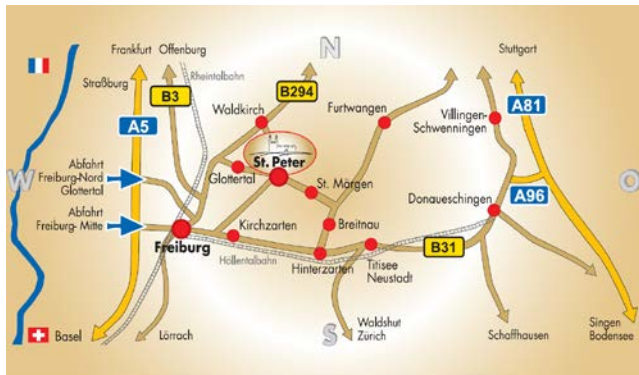 Frankfurt
Offenburg
Stuttgart
N
Straßburg
Rheintalbahn
B3
B294
A5
A81
Waldkirch
Furtwangen
Villingen-
Schwenningen
W
Abfahrt
Freiburg-Nord
Glottertal
Glottertal
St. Peter
St. Märgen
A96
O
Donaueschingen
Abfahrt
Freiburg- Mitte
Freiburg
Kirchzarten
Breitnau
B31
Höllentalbahn
Hinterzarten
Titisee
Neustadt
Basel
Lörrach
S
Waldshut
Zürich
Schaffhausen
Singen
Bodensee